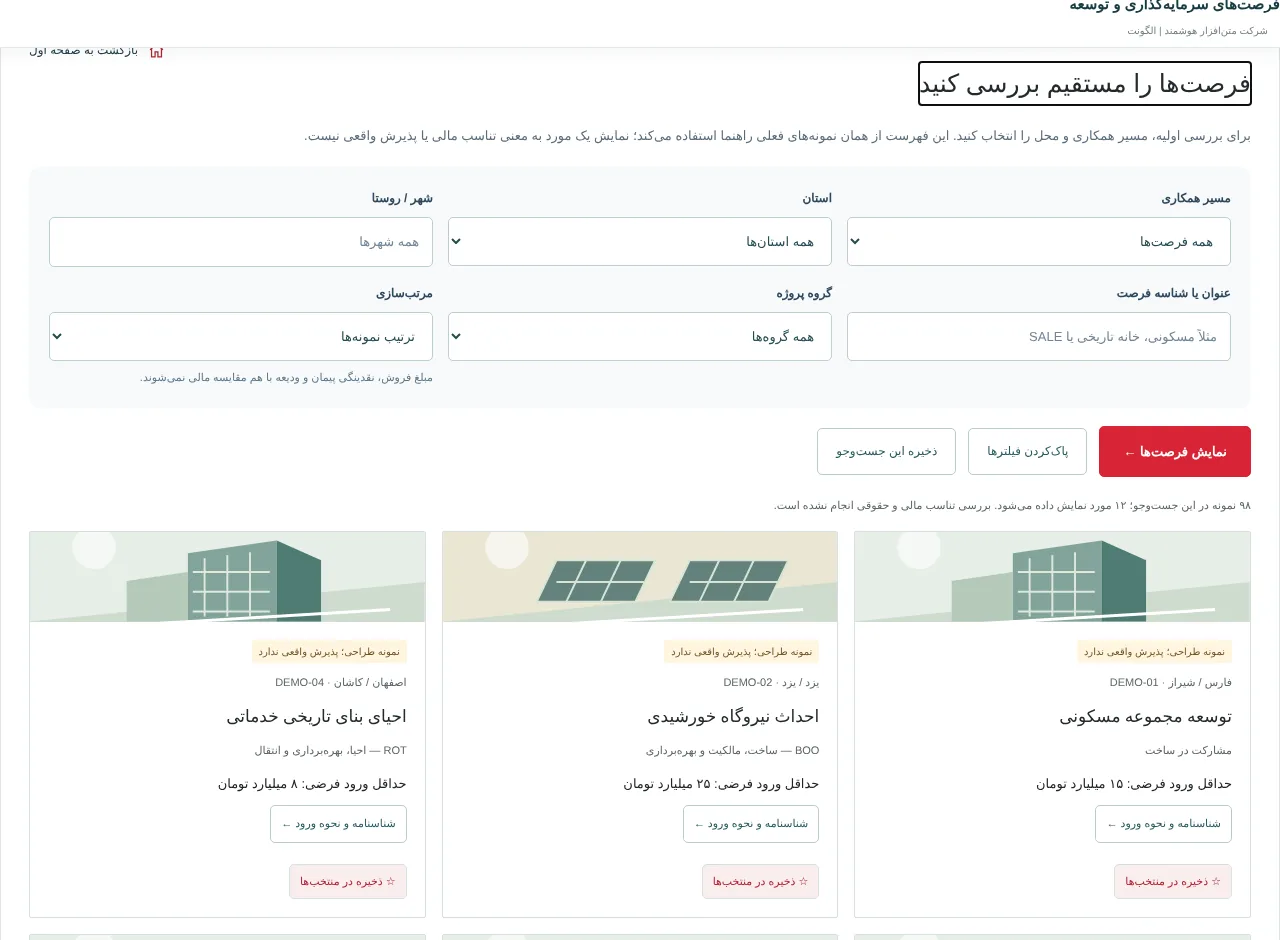 فرصت‌های سرمایه‌گذاری و توسعه
شرکت متن‌افزار هوشمند | الگونت
بازگشت به صفحه اول
فرصت‌ها را مستقیم بررسی کنید
برای بررسی اولیه، مسیر همکاری و محل را انتخاب کنید. این فهرست از همان نمونه‌های فعلی راهنما استفاده می‌کند؛ نمایش یک مورد به معنی تناسب مالی یا پذیرش واقعی نیست.
مسیر همکاری
استان
شهر / روستا
همه فرصت‌ها
همه استان‌ها
همه شهرها
عنوان یا شناسه فرصت
گروه پروژه
مرتب‌سازی
مثلاً مسکونی، خانه تاریخی یا SALE
همه گروه‌ها
ترتیب نمونه‌ها
مبلغ فروش، نقدینگی پیمان و ودیعه با هم مقایسه مالی نمی‌شوند.
نمایش فرصت‌ها ←
پاک‌کردن فیلترها
ذخیره این جست‌وجو
۹۸ نمونه در این جست‌وجو؛ ۱۲ مورد نمایش داده می‌شود. بررسی تناسب مالی و حقوقی انجام نشده است.
نمونه طراحی؛ پذیرش واقعی ندارد
فارس / شیراز · DEMO-01
توسعه مجموعه مسکونی
مشارکت در ساخت
حداقل ورود فرضی: ۱۵ میلیارد تومان
شناسنامه و نحوه ورود ←
☆ ذخیره در منتخب‌ها
نمونه طراحی؛ پذیرش واقعی ندارد
یزد / یزد · DEMO-02
احداث نیروگاه خورشیدی
BOO — ساخت، مالکیت و بهره‌برداری
حداقل ورود فرضی: ۲۵ میلیارد تومان
شناسنامه و نحوه ورود ←
☆ ذخیره در منتخب‌ها
نمونه طراحی؛ پذیرش واقعی ندارد
اصفهان / کاشان · DEMO-04
احیای بنای تاریخی خدماتی
ROT — احیا، بهره‌برداری و انتقال
حداقل ورود فرضی: ۸ میلیارد تومان
شناسنامه و نحوه ورود ←
☆ ذخیره در منتخب‌ها